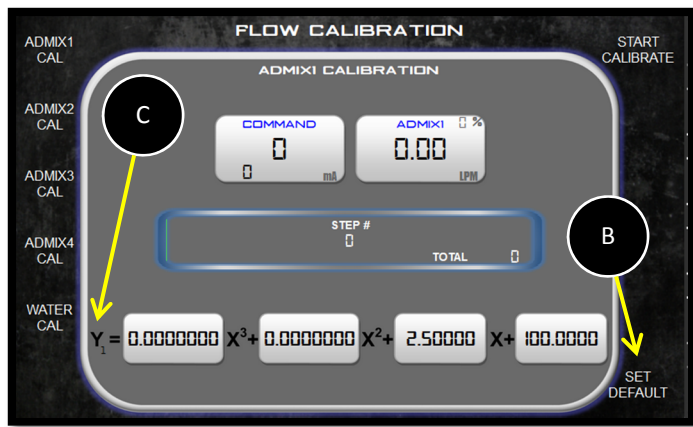 FLOW CALIBRATION
ADMIX1
CAL
START
CALIBRATE
ADMIX1 CALIBRATION
ADMIX2
CAL
C
COMMAND
0
0 mA
ADMIX1 0 %
0.00
LPM
ADMIX3
CAL
STEP #
0
TOTAL 0
B
ADMIX4
CAL
WATER
CAL
Y₁ = 0.0000000 X³+ 0.0000000 X²+ 2.50000 X+ 100.0000
SET
DEFAULT